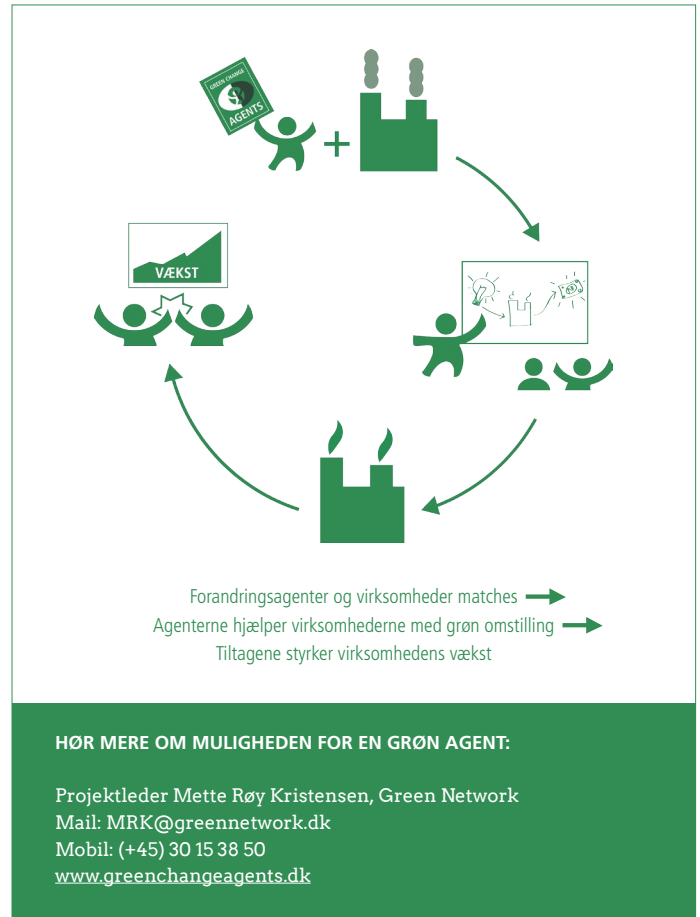 GREEN CHANGE
AGENTS
VÆKST
Forandringsagenter og virksomheder matches
Agenterne hjælper virksomhederne med grøn omstilling
Tiltagene styrker virksomhedens vækst
HØR MERE OM MULIGHEDEN FOR EN GRØN AGENT:
Projektleder Mette Røy Kristensen, Green Network
Mail: MRK@greennetwork.dk
Mobil: (+45) 30 15 38 50
www.greenchangeagents.dk